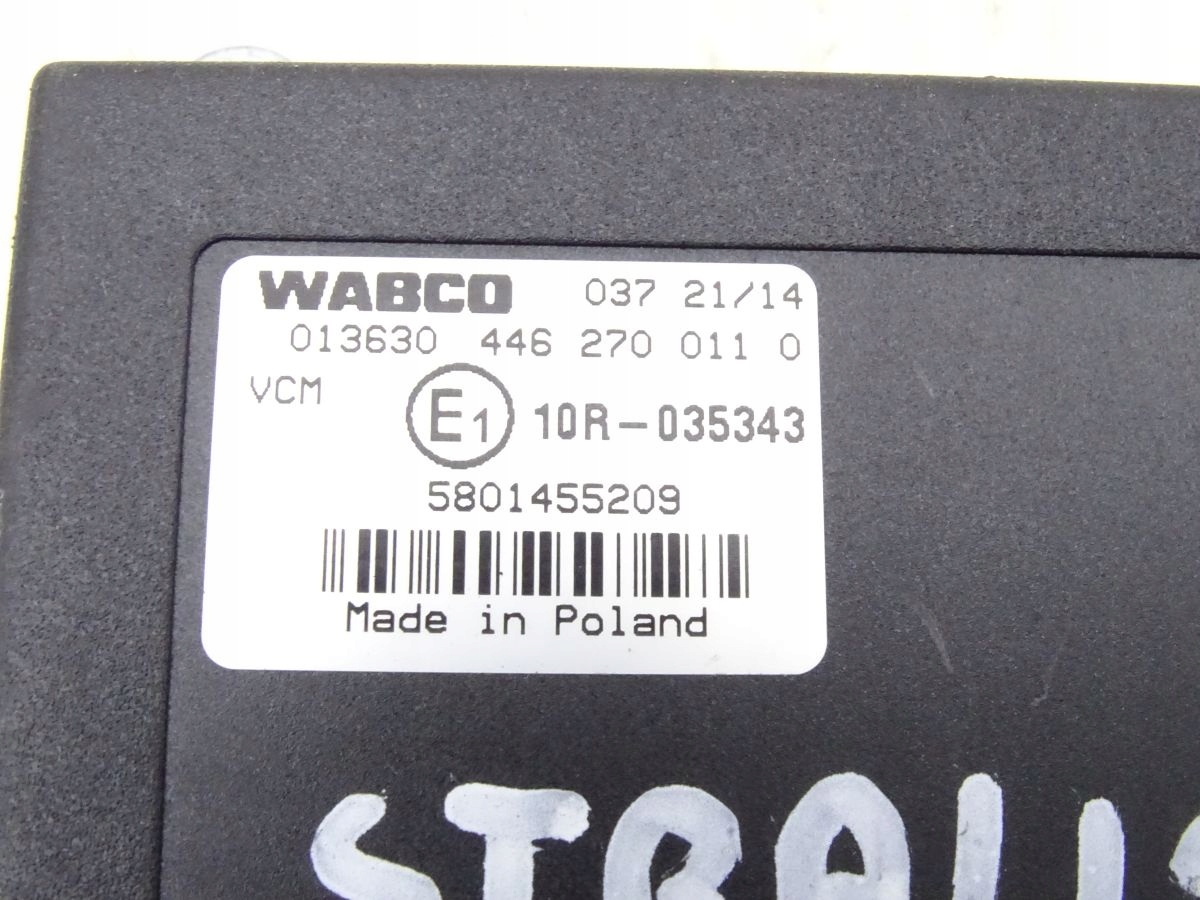 WABCO 037 21/14
013630 446 270 011 0
VCM E1 10R-035343
5801455209
Made in Poland